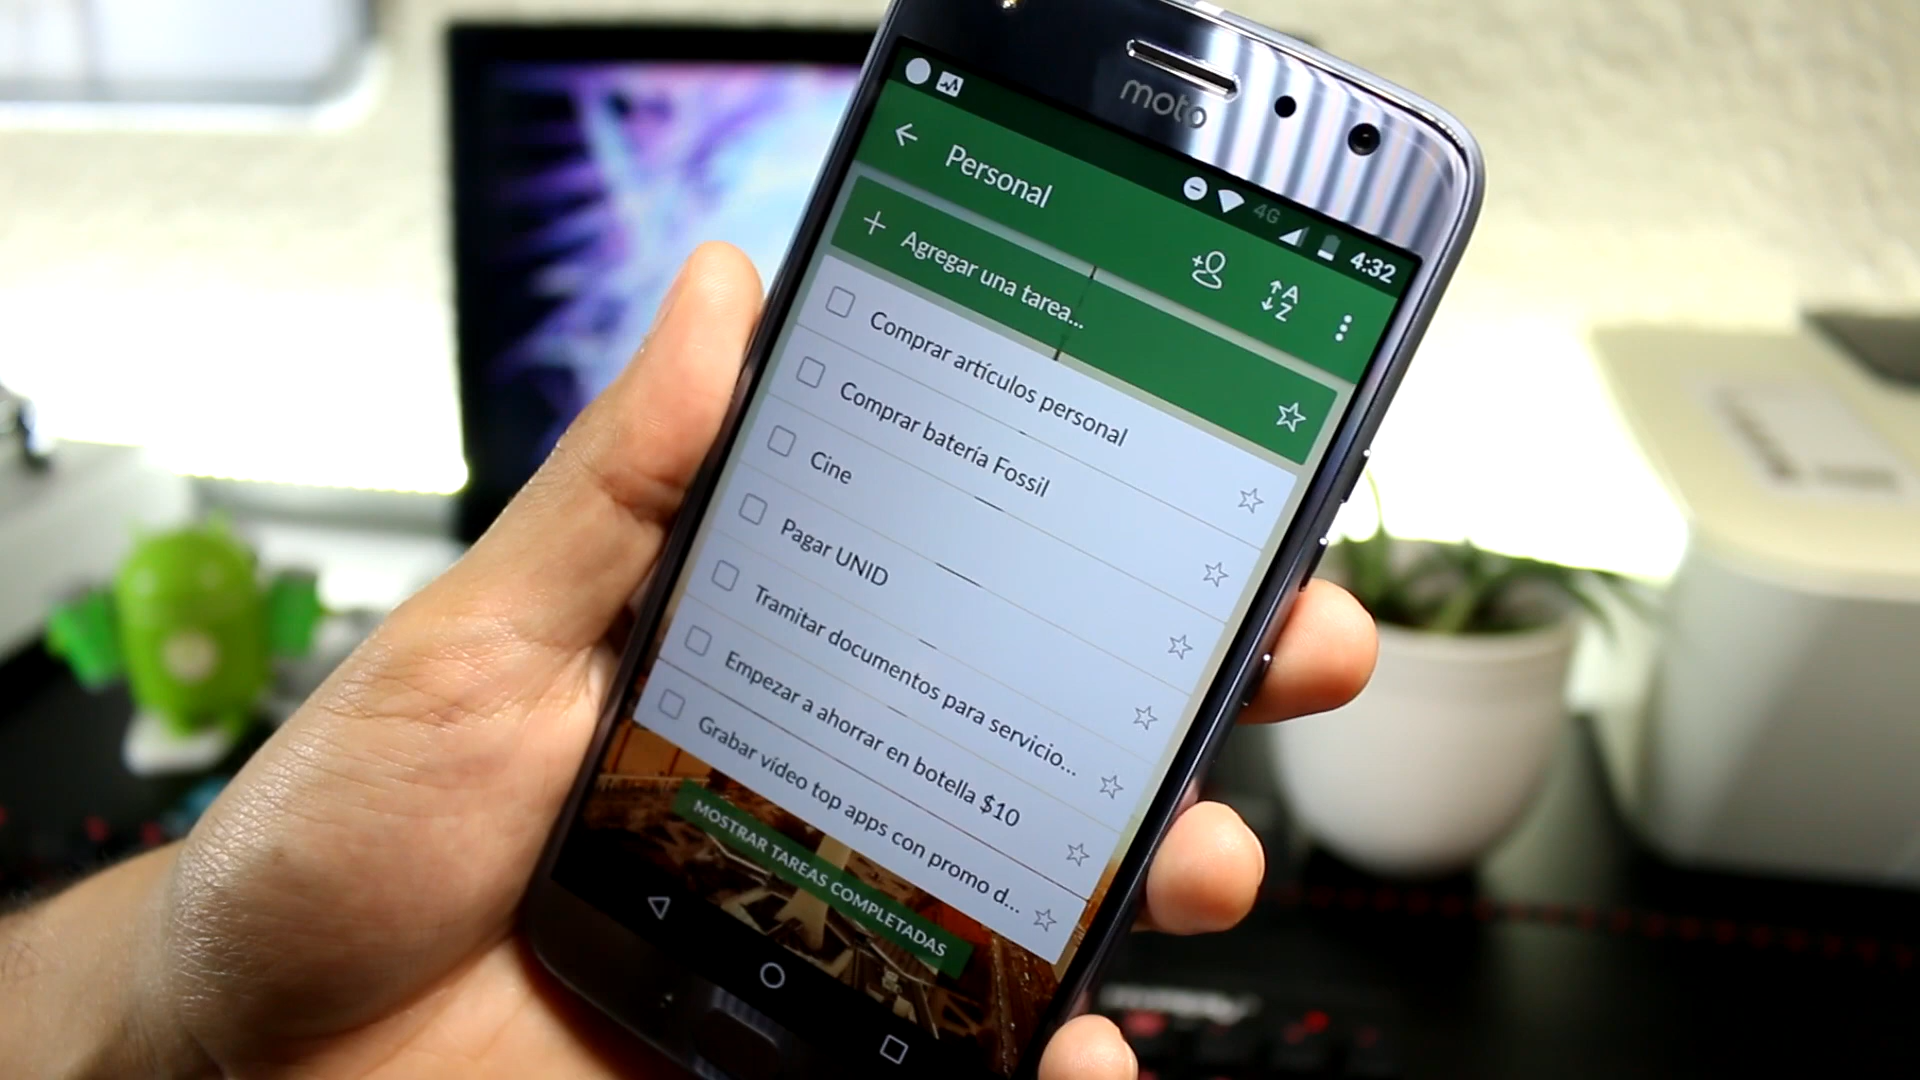 moto
4G
4:32
Personal
Agregar una tarea...
Comprar artículos personal
Comprar batería Fossil
Cine
Pagar UNID
Tramitar documentos para servicio...
Empezar a ahorrar en botella $10
Grabar vídeo top apps con promo d...
MOSTRAR TAREAS COMPLETADAS